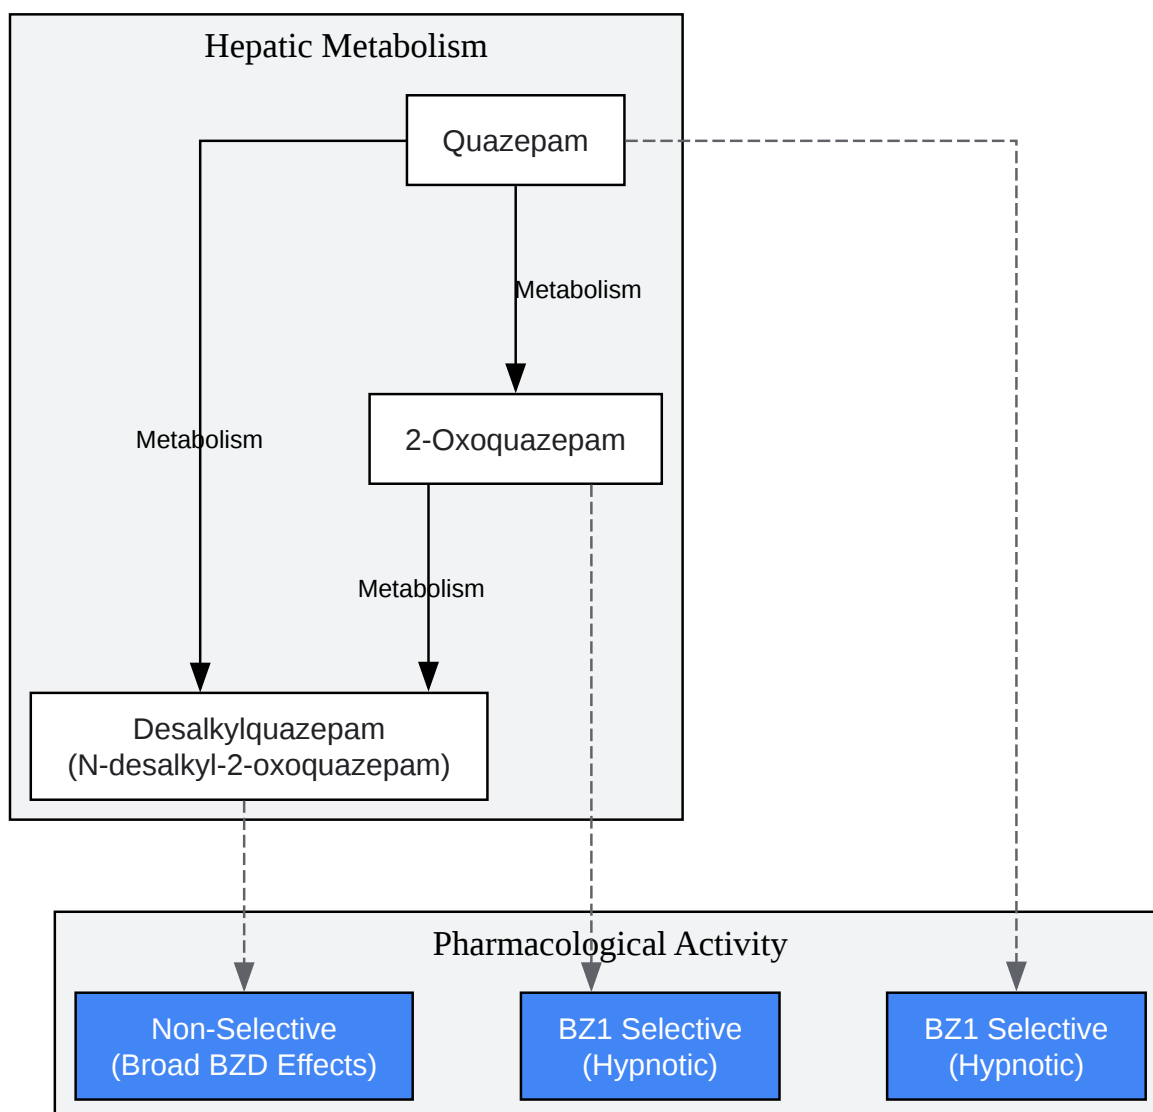 Hepatic Metabolism
Quazepam
Metabolism
2-Oxoquazepam
Metabolism
Metabolism
Desalkylquazepam
(N-desalkyl-2-oxoquazepam)
Pharmacological Activity
Non-Selective
(Broad BZD Effects)
BZ1 Selective
(Hypnotic)
BZ1 Selective
(Hypnotic)